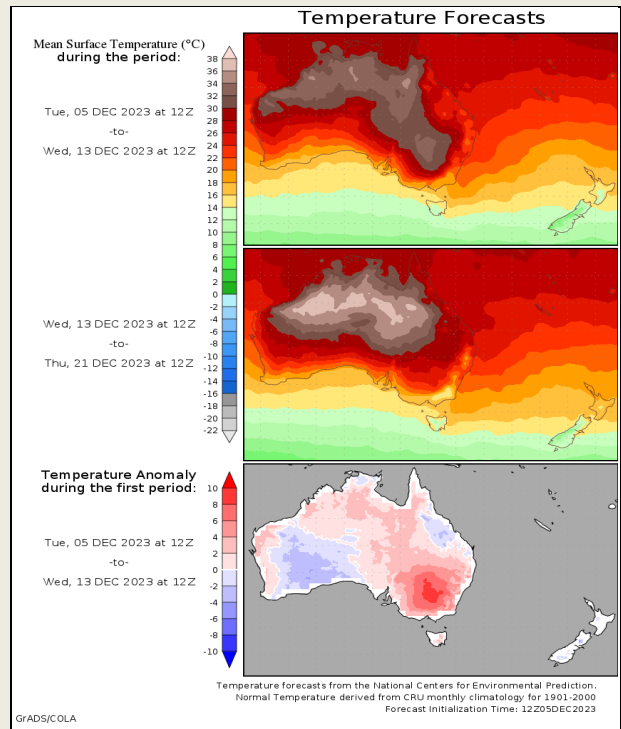 Temperature Forecasts
Mean Surface Temperature (°C)
during the period:
38
36
34
32
30
28
26
24
22
20
18
16
14
12
10
8
6
4
2
0
-2
-4
-6
-8
-10
-12
-14
-16
-18
-20
-22
Tue, 05 DEC 2023 at 12Z
-to-
Wed, 13 DEC 2023 at 12Z
Wed, 13 DEC 2023 at 12Z
-to-
Thu, 21 DEC 2023 at 12Z
Temperature Anomaly
during the first period:
10
8
6
4
2
0
-2
-4
-6
-8
-10
Tue, 05 DEC 2023 at 12Z
-to-
Wed, 13 DEC 2023 at 12Z
Temperature forecasts from the National Centers for Environmental Prediction.
Normal Temperature derived from CRU monthly climatology for 1901-2000
Forecast Initialization Time: 12Z05DEC2023
GrADS/COLA